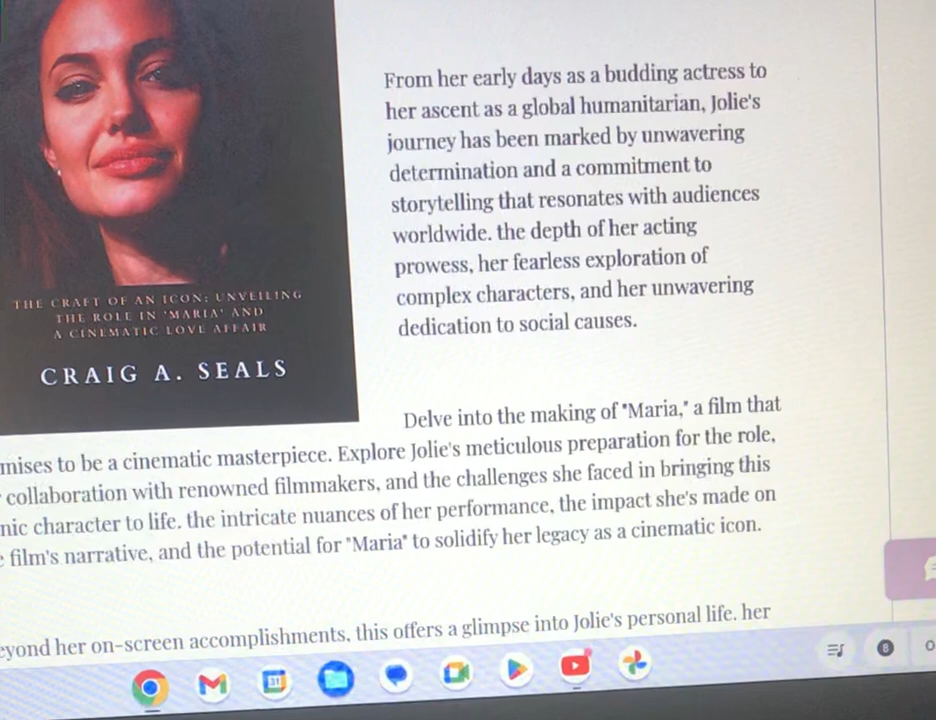 THE CRAFT OF AN ICON: UNVEILING
THE ROLE IN 'MARIA' AND
A CINEMATIC LOVE AFFAIR
CRAIG A. SEALS
From her early days as a budding actress to
her ascent as a global humanitarian, Jolie's
journey has been marked by unwavering
determination and a commitment to
storytelling that resonates with audiences
worldwide. the depth of her acting
prowess, her fearless exploration of
complex characters, and her unwavering
dedication to social causes.
Delve into the making of "Maria," a film that
mises to be a cinematic masterpiece. Explore Jolie's meticulous preparation for the role,
collaboration with renowned filmmakers, and the challenges she faced in bringing this
nic character to life. the intricate nuances of her performance, the impact she's made on
film's narrative, and the potential for "Maria" to solidify her legacy as a cinematic icon.
eyond her on-screen accomplishments, this offers a glimpse into Jolie's personal life. her
31
8